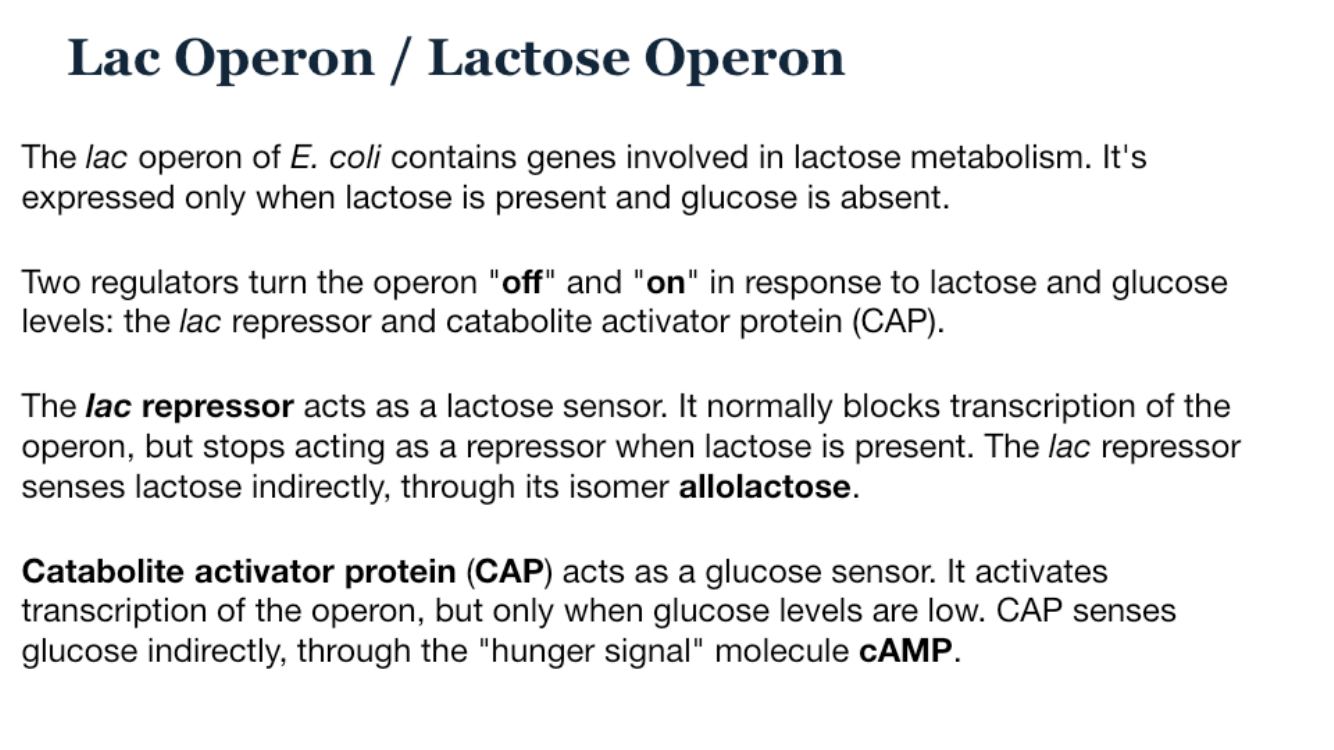 Lac Operon / Lactose Operon
The lac operon of E. coli contains genes involved in lactose metabolism. It's
expressed only when lactose is present and glucose is absent.
Two regulators turn the operon "off" and "on" in response to lactose and glucose
levels: the lac repressor and catabolite activator protein (CAP).
The lac repressor acts as a lactose sensor. It normally blocks transcription of the
operon, but stops acting as a repressor when lactose is present. The lac repressor
senses lactose indirectly, through its isomer allolactose.
Catabolite activator protein (CAP) acts as a glucose sensor. It activates
transcription of the operon, but only when glucose levels are low. CAP senses
glucose indirectly, through the "hunger signal" molecule cAMP.